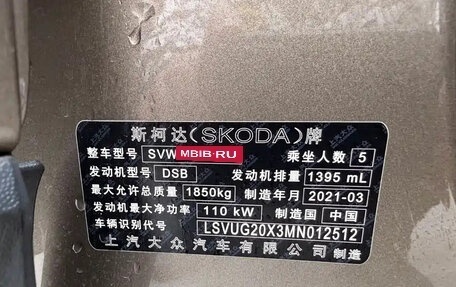 斯柯达(SKODA)牌
整车型号 SVW MBIB.RU 乘坐人数 5
发动机型号 DSB 发动机排量 1395 mL
最大允许总质量 1850kg 制造年月 2021-03
发动机最大净功率 110 kW 制造国 中国
车辆识别代号 LSVUG20X3MN012512
上汽大众汽车有限公司 制造